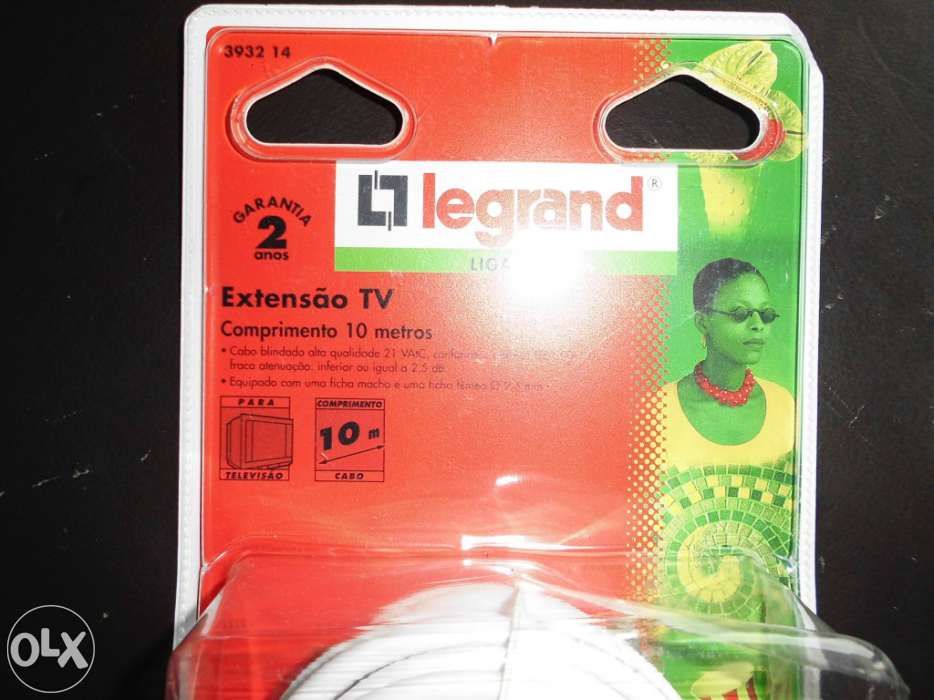 3932 14
legrand®
LIGA
GARANTIA
2
anos
Extensão TV
Comprimento 10 metros
• Cabo blindado alta qualidade 21 VAtC,
fraca atenuação, inferior ou igual a 2,5 dB
• Equipado com uma ficha macho e uma ficha fêmea
PARA
TELEVISÃO
COMPRIMENTO
10 m
CABO
OLX